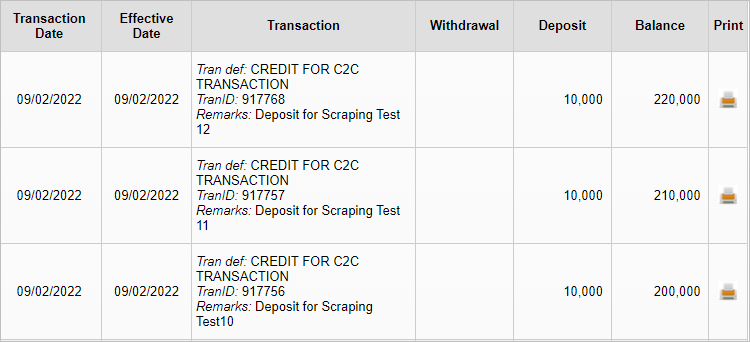 Transaction Date
Effective Date
Transaction
Withdrawal
Deposit
Balance
Print
09/02/2022
09/02/2022
Tran def: CREDIT FOR C2C
TRANSACTION
TranID: 917768
Remarks: Deposit for Scraping Test
12
10,000
220,000
09/02/2022
09/02/2022
Tran def: CREDIT FOR C2C
TRANSACTION
TranID: 917757
Remarks: Deposit for Scraping Test
11
10,000
210,000
09/02/2022
09/02/2022
Tran def: CREDIT FOR C2C
TRANSACTION
TranID: 917756
Remarks: Deposit for Scraping
Test10
10,000
200,000